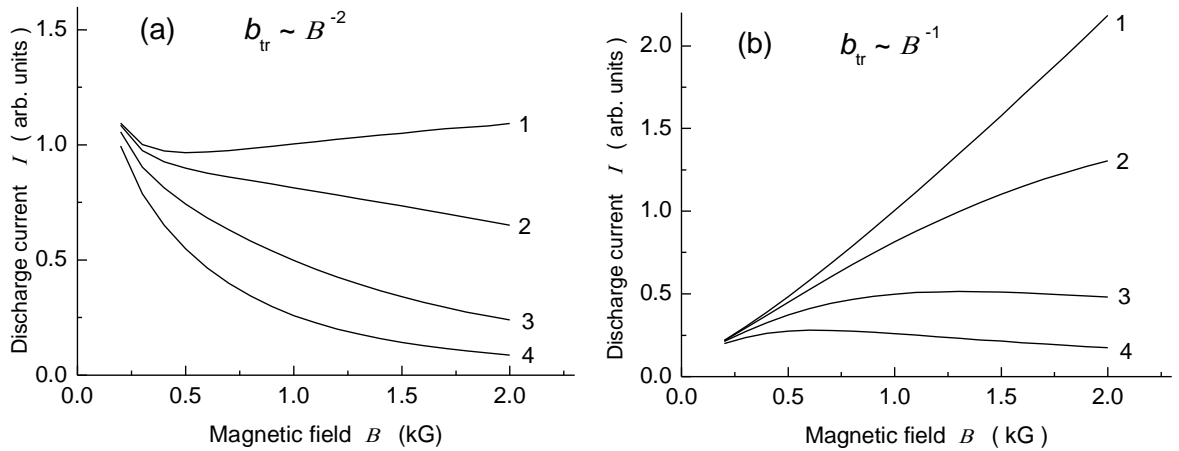 (a) b_tr ~ B^-2
Discharge current I ( arb. units )
1.5
1.0
0.5
0.0
1
2
3
4
0.0 0.5 1.0 1.5 2.0
Magnetic field B (kG)
(b) b_tr ~ B^-1
Discharge current I ( arb. units )
2.0
1.5
1.0
0.5
0.0
1
2
3
4
0.0 0.5 1.0 1.5 2.0
Magnetic field B ( kG )